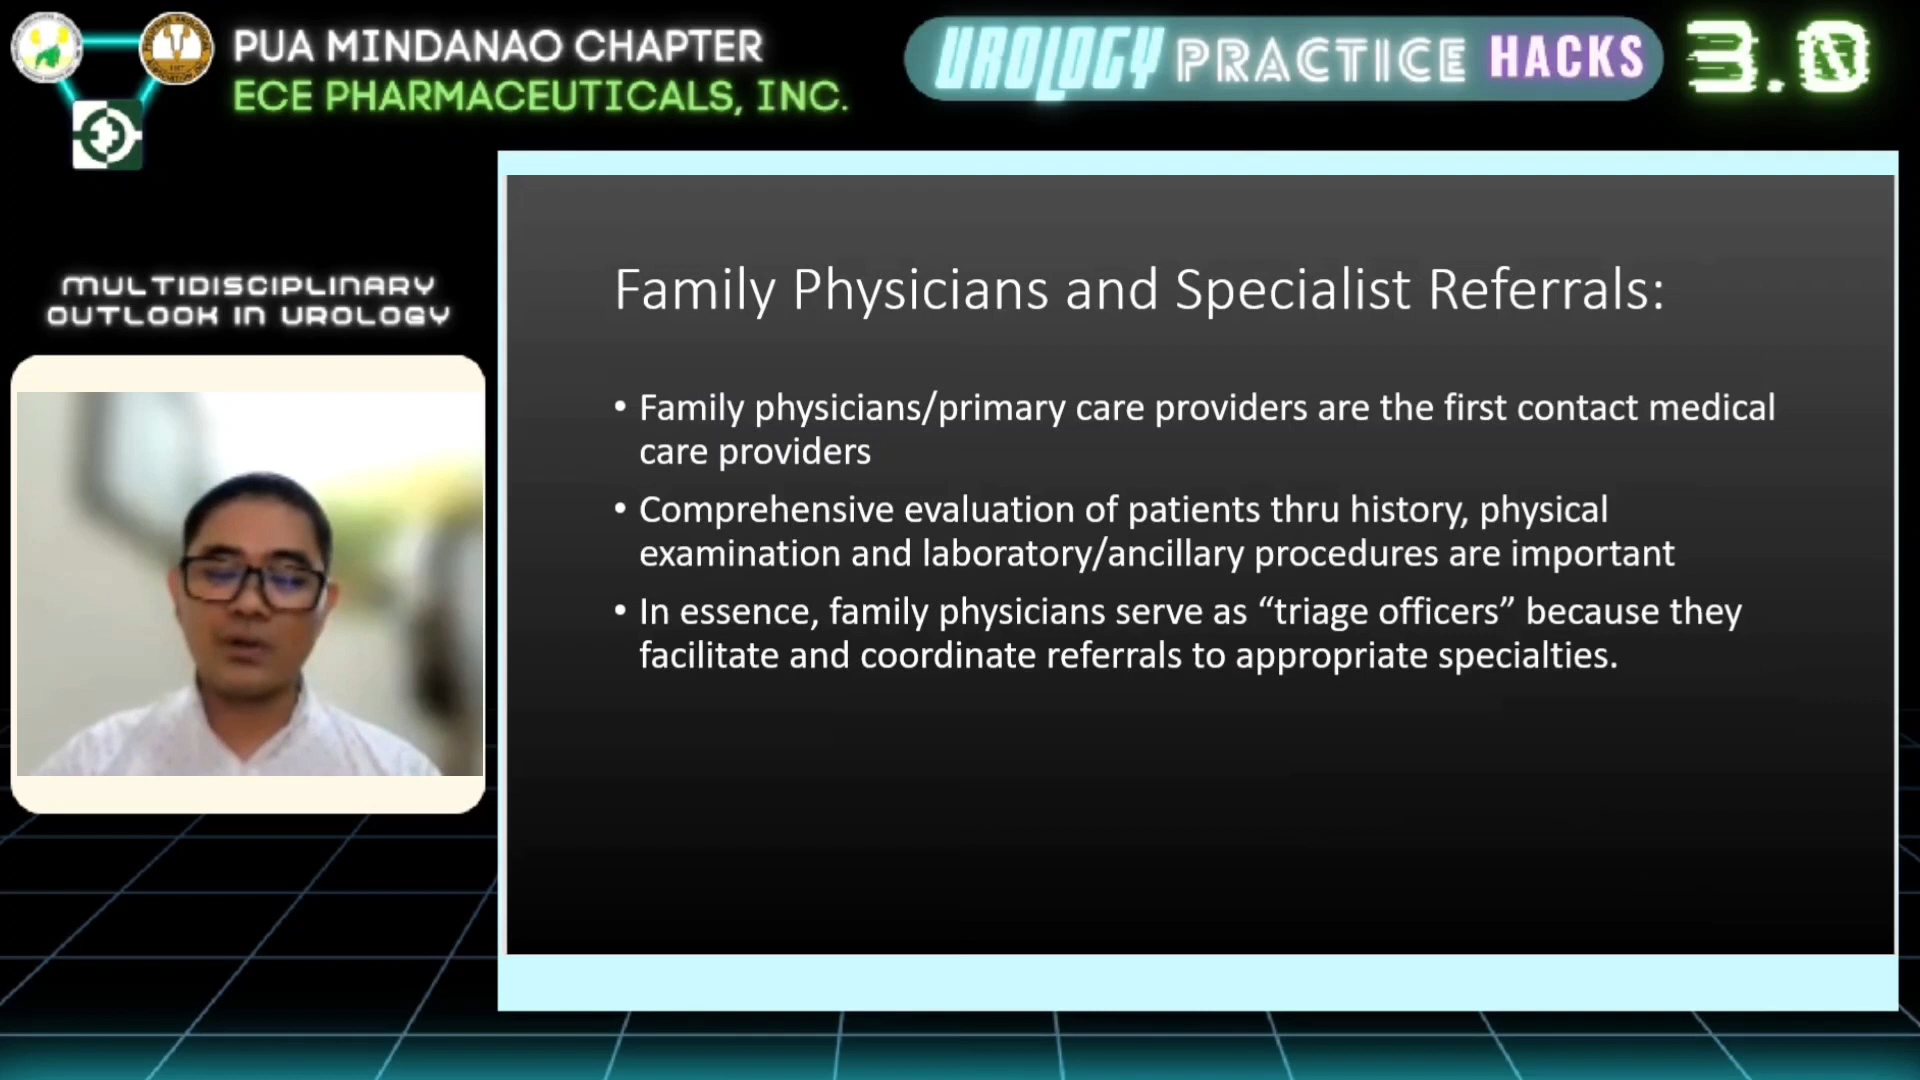 PUA MINDANAO CHAPTER
ECE PHARMACEUTICALS, INC.
UROLOGY PRACTICE HACKS 3.0
MULTIDISCIPLINARY
OUTLOOK IN UROLOGY
Family Physicians and Specialist Referrals:
• Family physicians/primary care providers are the first contact medical
care providers
• Comprehensive evaluation of patients thru history, physical
examination and laboratory/ancillary procedures are important
• In essence, family physicians serve as “triage officers” because they
facilitate and coordinate referrals to appropriate specialties.